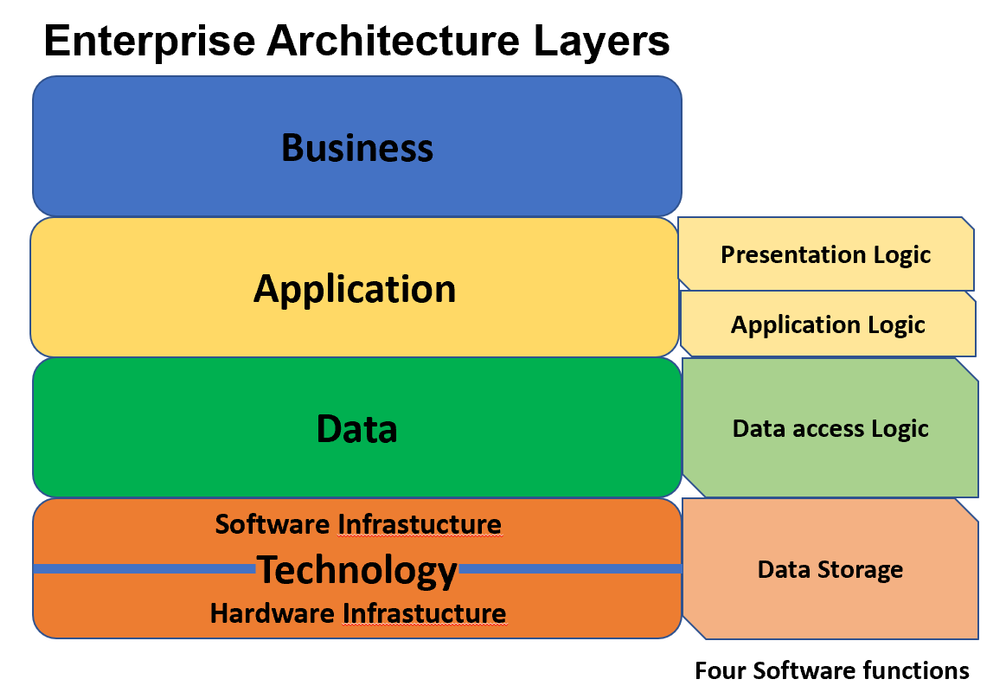 Enterprise Architecture Layers
Business
Application
Presentation Logic
Application Logic
Data
Data access Logic
Software Infrastucture
Technology
Hardware Infrastucture
Data Storage
Four Software functions